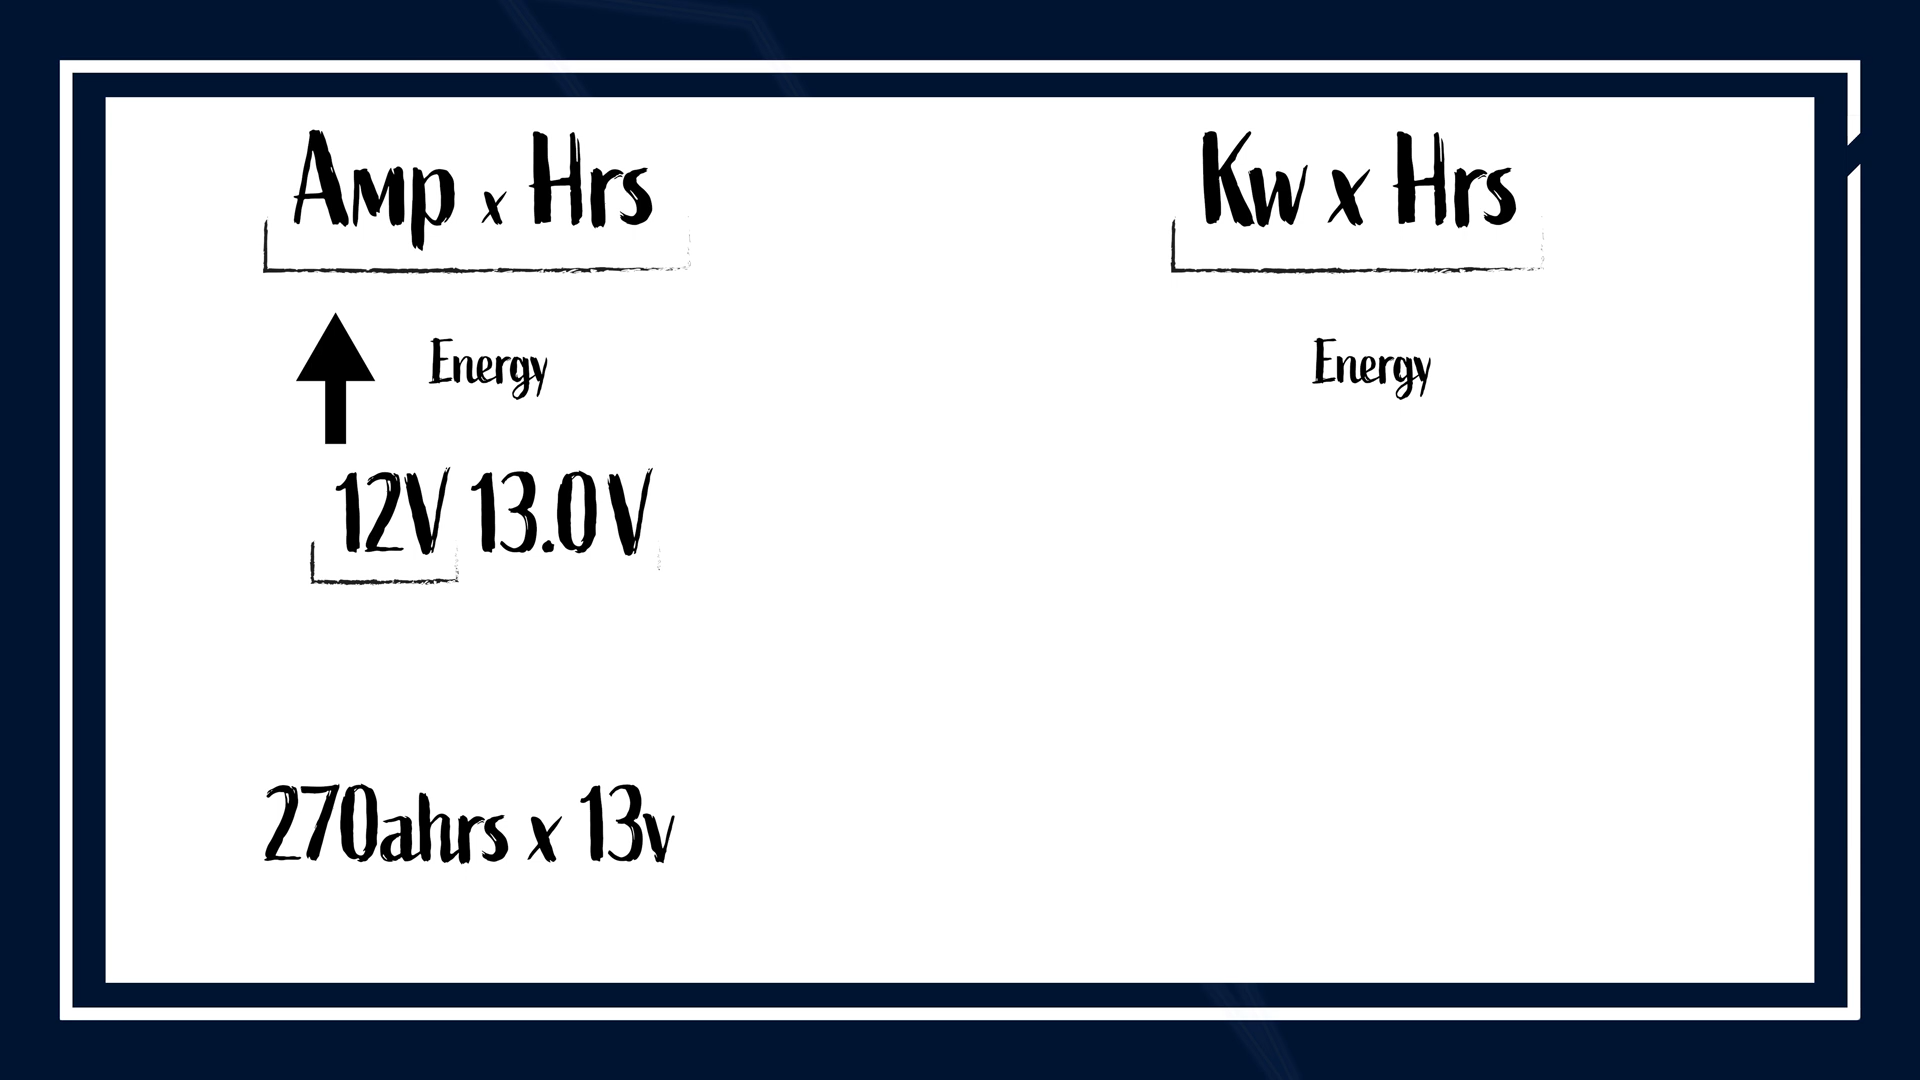 Amp x Hrs
Kw x Hrs
Energy
Energy
12V 13.0V
270ahrs x 13v